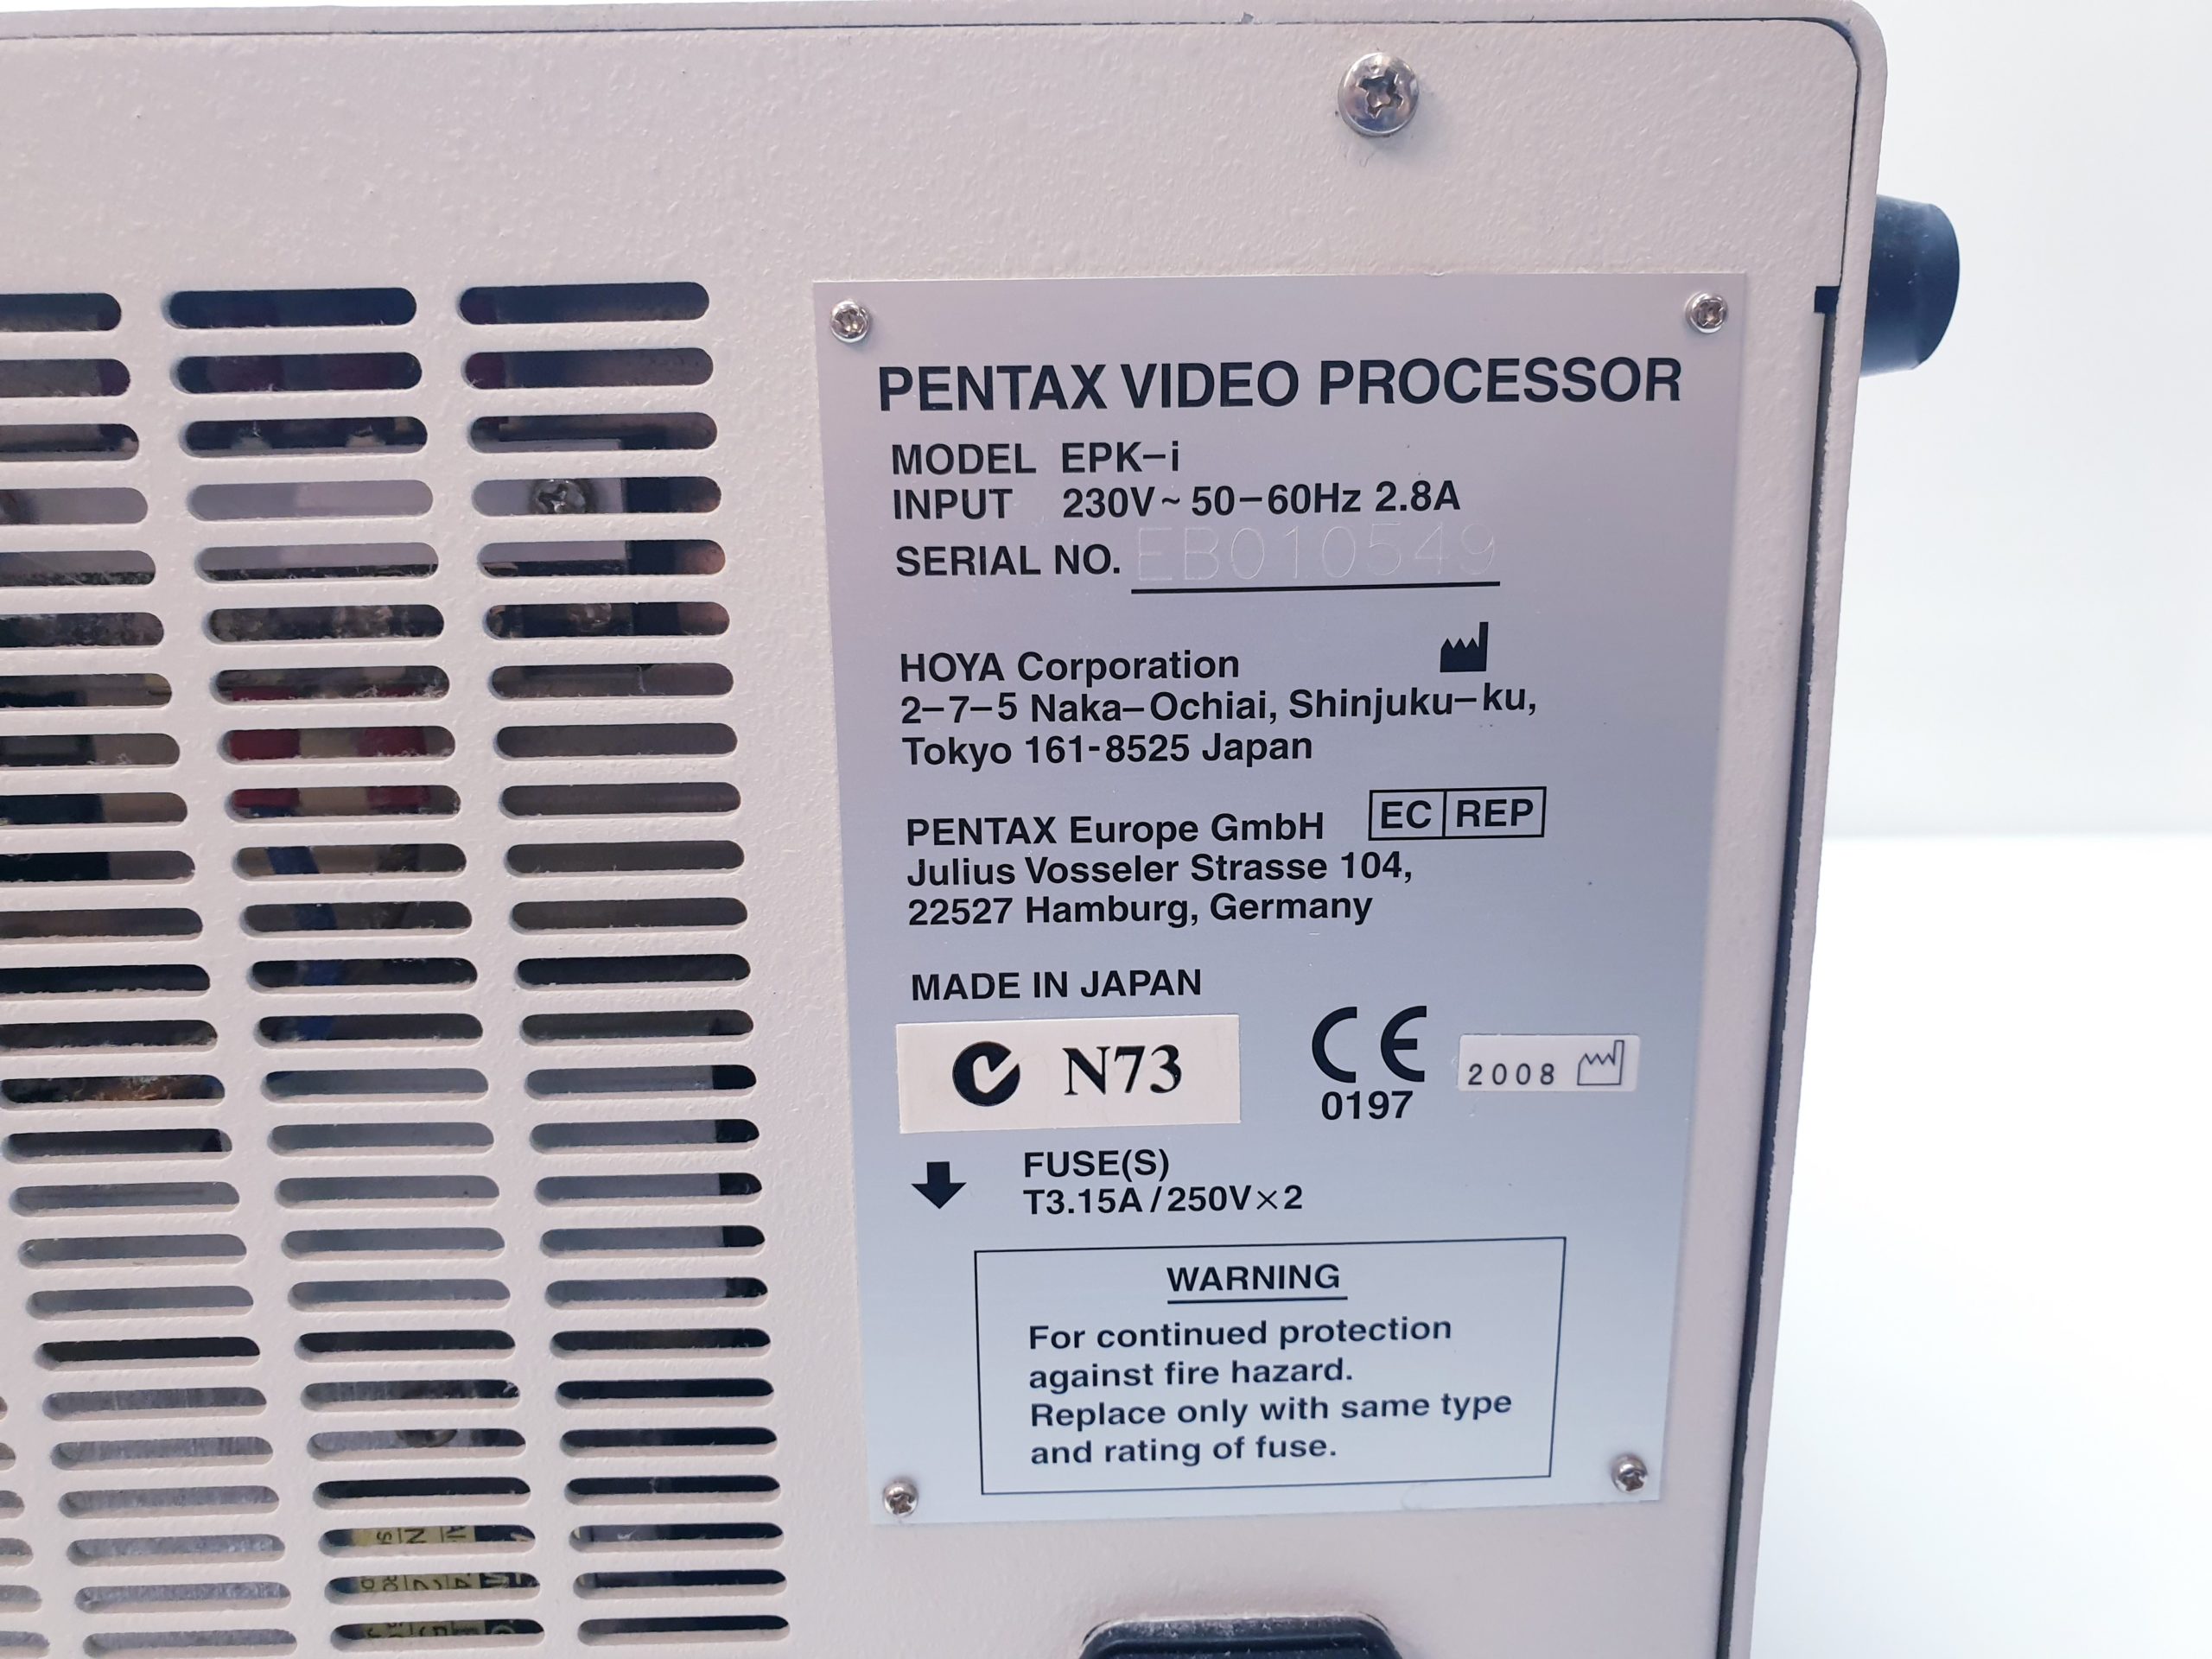 PENTAX VIDEO PROCESSOR
MODEL EPK-i
INPUT 230V~ 50-60Hz 2.8A
SERIAL NO. EB010549
HOYA Corporation
2-7-5 Naka-Ochiai, Shinjuku-ku,
Tokyo 161-8525 Japan
PENTAX Europe GmbH EC REP
Julius Vosseler Strasse 104,
22527 Hamburg, Germany
MADE IN JAPAN
N73
CE
0197
2008
FUSE(S)
T3.15A/250V×2
WARNING
For continued protection
against fire hazard.
Replace only with same type
and rating of fuse.